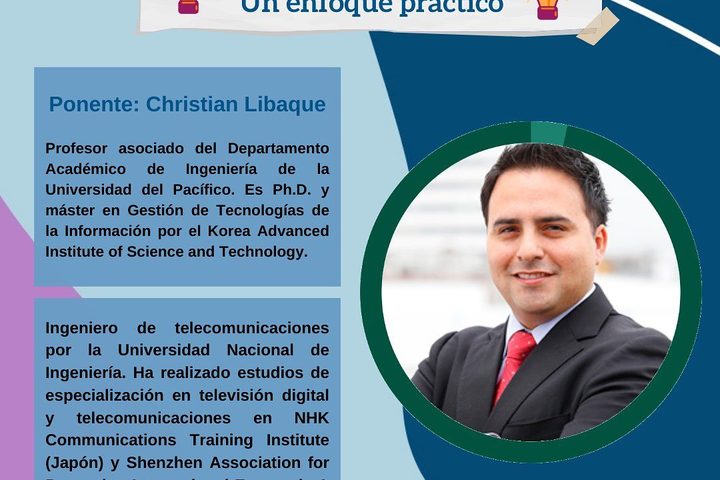 Un enfoque práctico
Ponente: Christian Libaque
Profesor asociado del Departamento
Académico de Ingeniería de la
Universidad del Pacífico. Es Ph.D. y
máster en Gestión de Tecnologías de
la Información por el Korea Advanced
Institute of Science and Technology.
Ingeniero de telecomunicaciones
por la Universidad Nacional de
Ingeniería. Ha realizado estudios de
especialización en televisión digital
y telecomunicaciones en NHK
Communications Training Institute
(Japón) y Shenzhen Association for